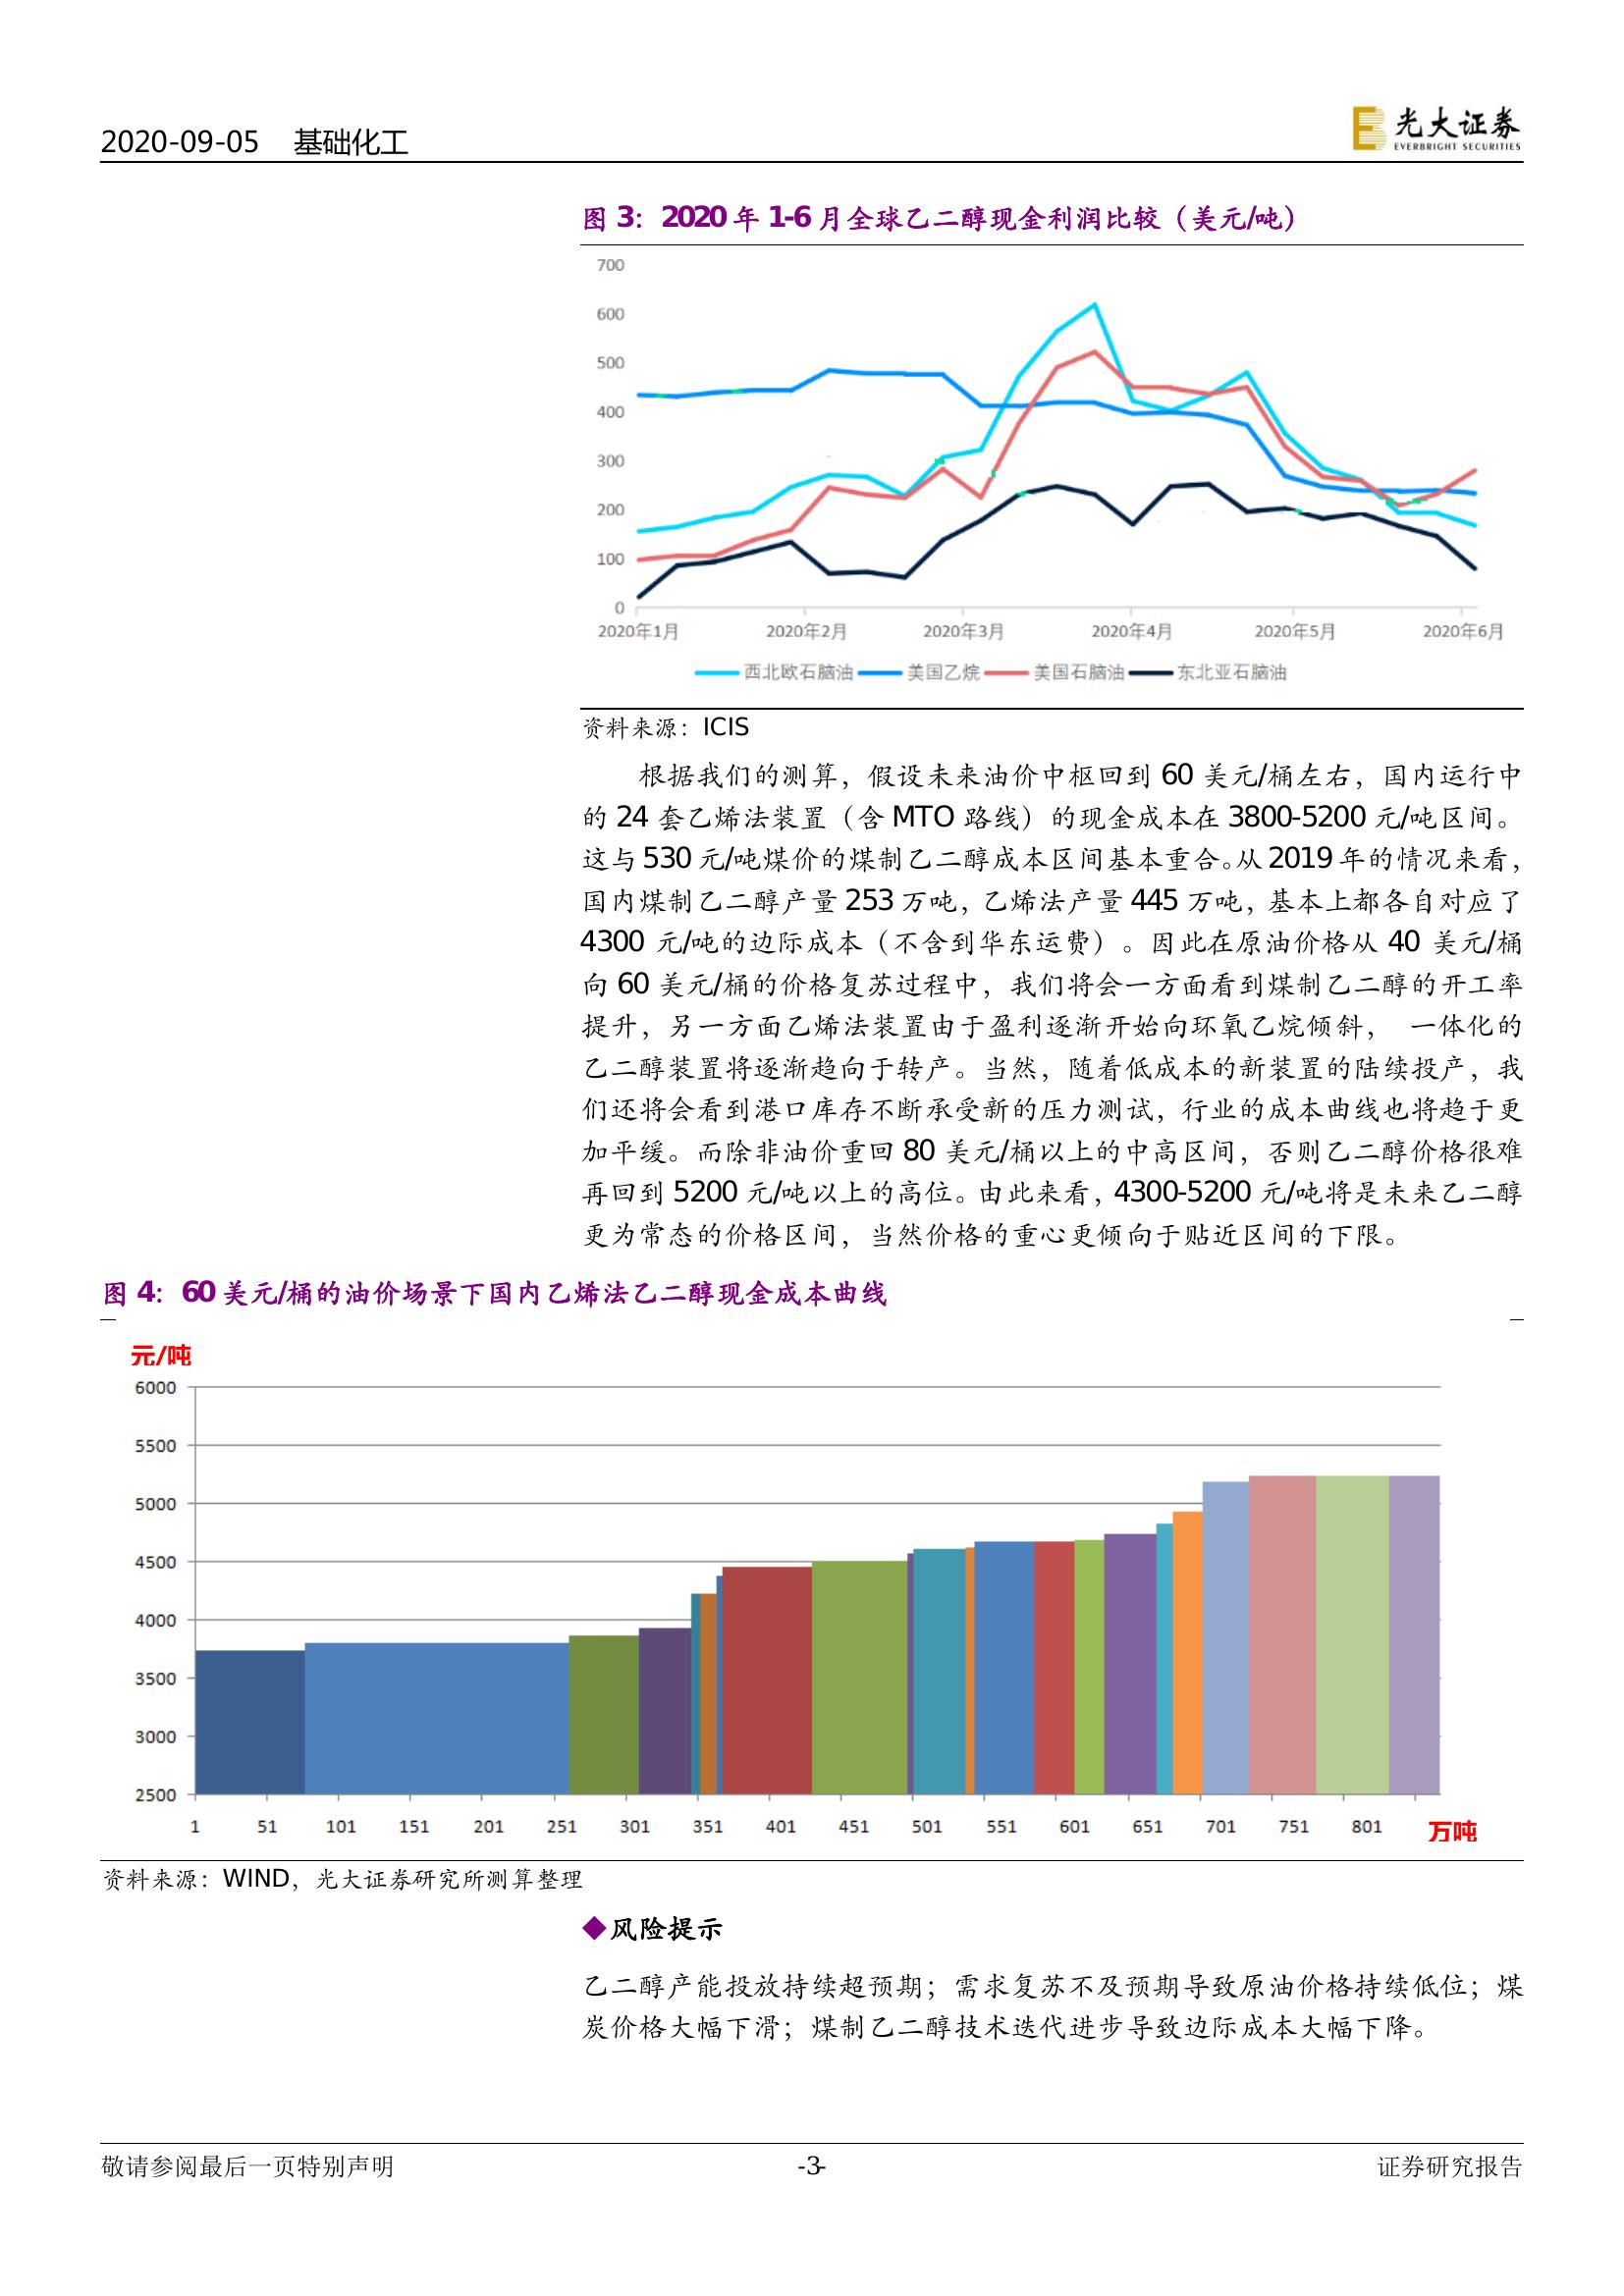 2020-09-05 基础化工
光大证券
EVERBRIGHT SECURITIES
图 3：2020 年 1-6 月全球乙二醇现金利润比较（美元/吨）
700
600
500
400
300
200
100
0
2020年1月 2020年2月 2020年3月 2020年4月 2020年5月 2020年6月
西北欧石脑油 美国乙烷 美国石脑油 东北亚石脑油
资料来源：ICIS
根据我们的测算，假设未来油价中枢回到 60 美元/桶左右，国内运行中
的 24 套乙烯法装置（含 MTO 路线）的现金成本在 3800-5200 元/吨区间。
这与 530 元/吨煤价的煤制乙二醇成本区间基本重合。从 2019 年的情况来看，
国内煤制乙二醇产量 253 万吨，乙烯法产量 445 万吨，基本上都各自对应了
4300 元/吨的边际成本（不含到华东运费）。因此在原油价格从 40 美元/桶
向 60 美元/桶的价格复苏过程中，我们将会一方面看到煤制乙二醇的开工率
提升，另一方面乙烯法装置由于盈利逐渐开始向环氧乙烷倾斜， 一体化的
乙二醇装置将逐渐趋向于转产。当然，随着低成本的新装置的陆续投产，我
们还将会看到港口库存不断承受新的压力测试，行业的成本曲线也将趋于更
加平缓。而除非油价重回 80 美元/桶以上的中高区间，否则乙二醇价格很难
再回到 5200 元/吨以上的高位。由此来看，4300-5200 元/吨将是未来乙二醇
更为常态的价格区间，当然价格的重心更倾向于贴近区间的下限。
图 4：60 美元/桶的油价场景下国内乙烯法乙二醇现金成本曲线
元/吨
6000
5500
5000
4500
4000
3500
3000
2500
1 51 101 151 201 251 301 351 401 451 501 551 601 651 701 751 801 万吨
资料来源：WIND，光大证券研究所测算整理
◆风险提示
乙二醇产能投放持续超预期；需求复苏不及预期导致原油价格持续低位；煤
炭价格大幅下滑；煤制乙二醇技术迭代进步导致边际成本大幅下降。
敬请参阅最后一页特别声明 -3- 证券研究报告